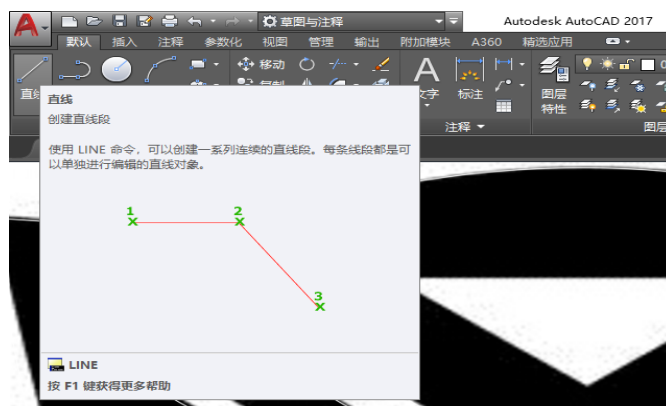 草图与注释
Autodesk AutoCAD 2017
默认 插入 注释 参数化 视图 管理 输出 附加模块 A360 精选应用
移动
文字 标注 图层
特性
注释 图层
直线
创建直线段
使用 LINE 命令，可以创建一系列连续的直线段。每条线段都是可
以单独进行编辑的直线对象。
1 2
3
LINE
按 F1 键获得更多帮助